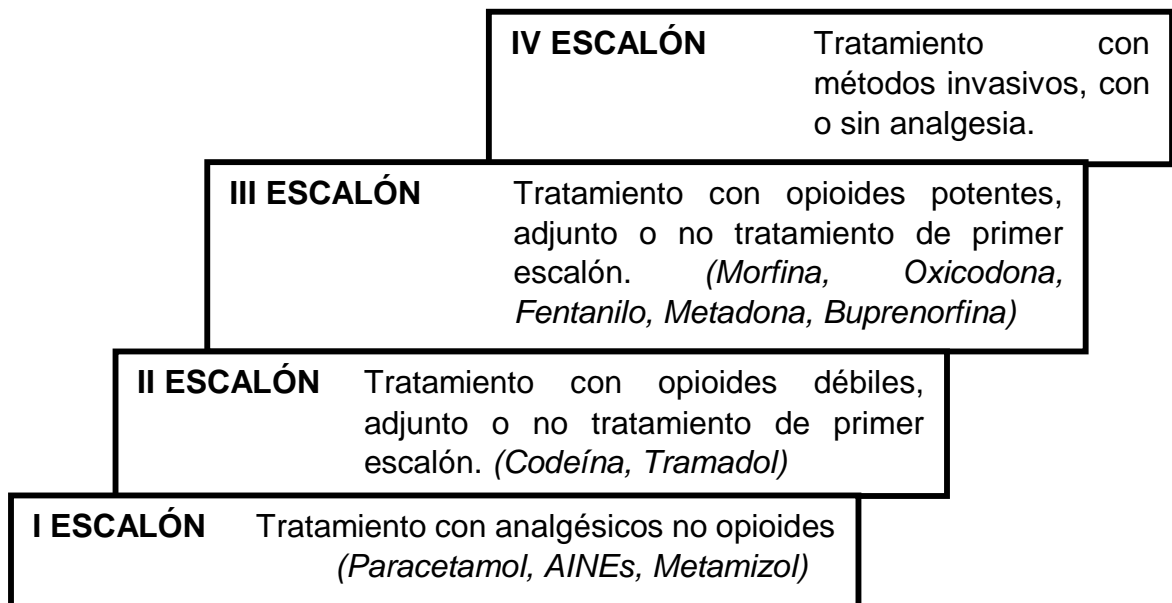 IV ESCALÓN Tratamiento con
métodos invasivos, con
o sin analgesia.
III ESCALÓN Tratamiento con opioides potentes,
adjunto o no tratamiento de primer
escalón. (Morfina, Oxicodona,
Fentanilo, Metadona, Buprenorfina)
II ESCALÓN Tratamiento con opioides débiles,
adjunto o no tratamiento de primer
escalón. (Codeína, Tramadol)
I ESCALÓN Tratamiento con analgésicos no opioides
(Paracetamol, AINEs, Metamizol)